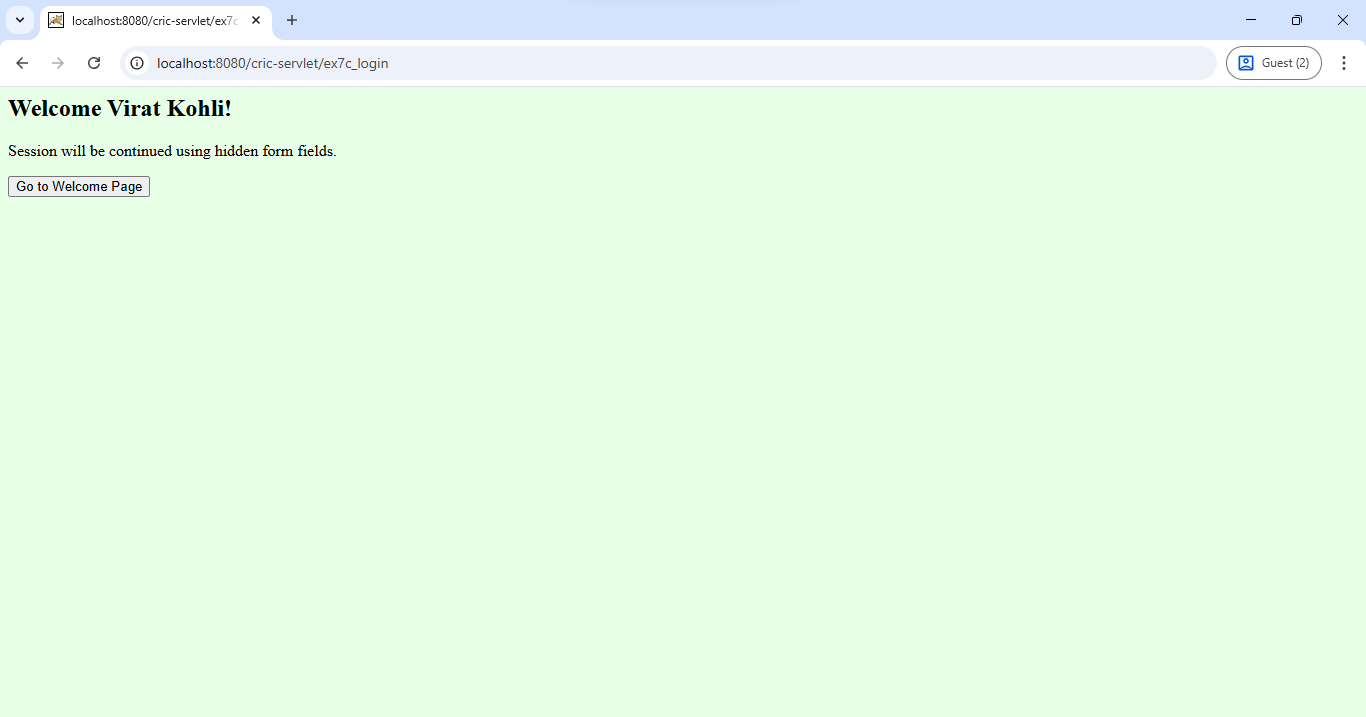 localhost:8080/cric-servlet/ex7c
localhost:8080/cric-servlet/ex7c_login
Guest (2)
Welcome Virat Kohli!
Session will be continued using hidden form fields.
Go to Welcome Page